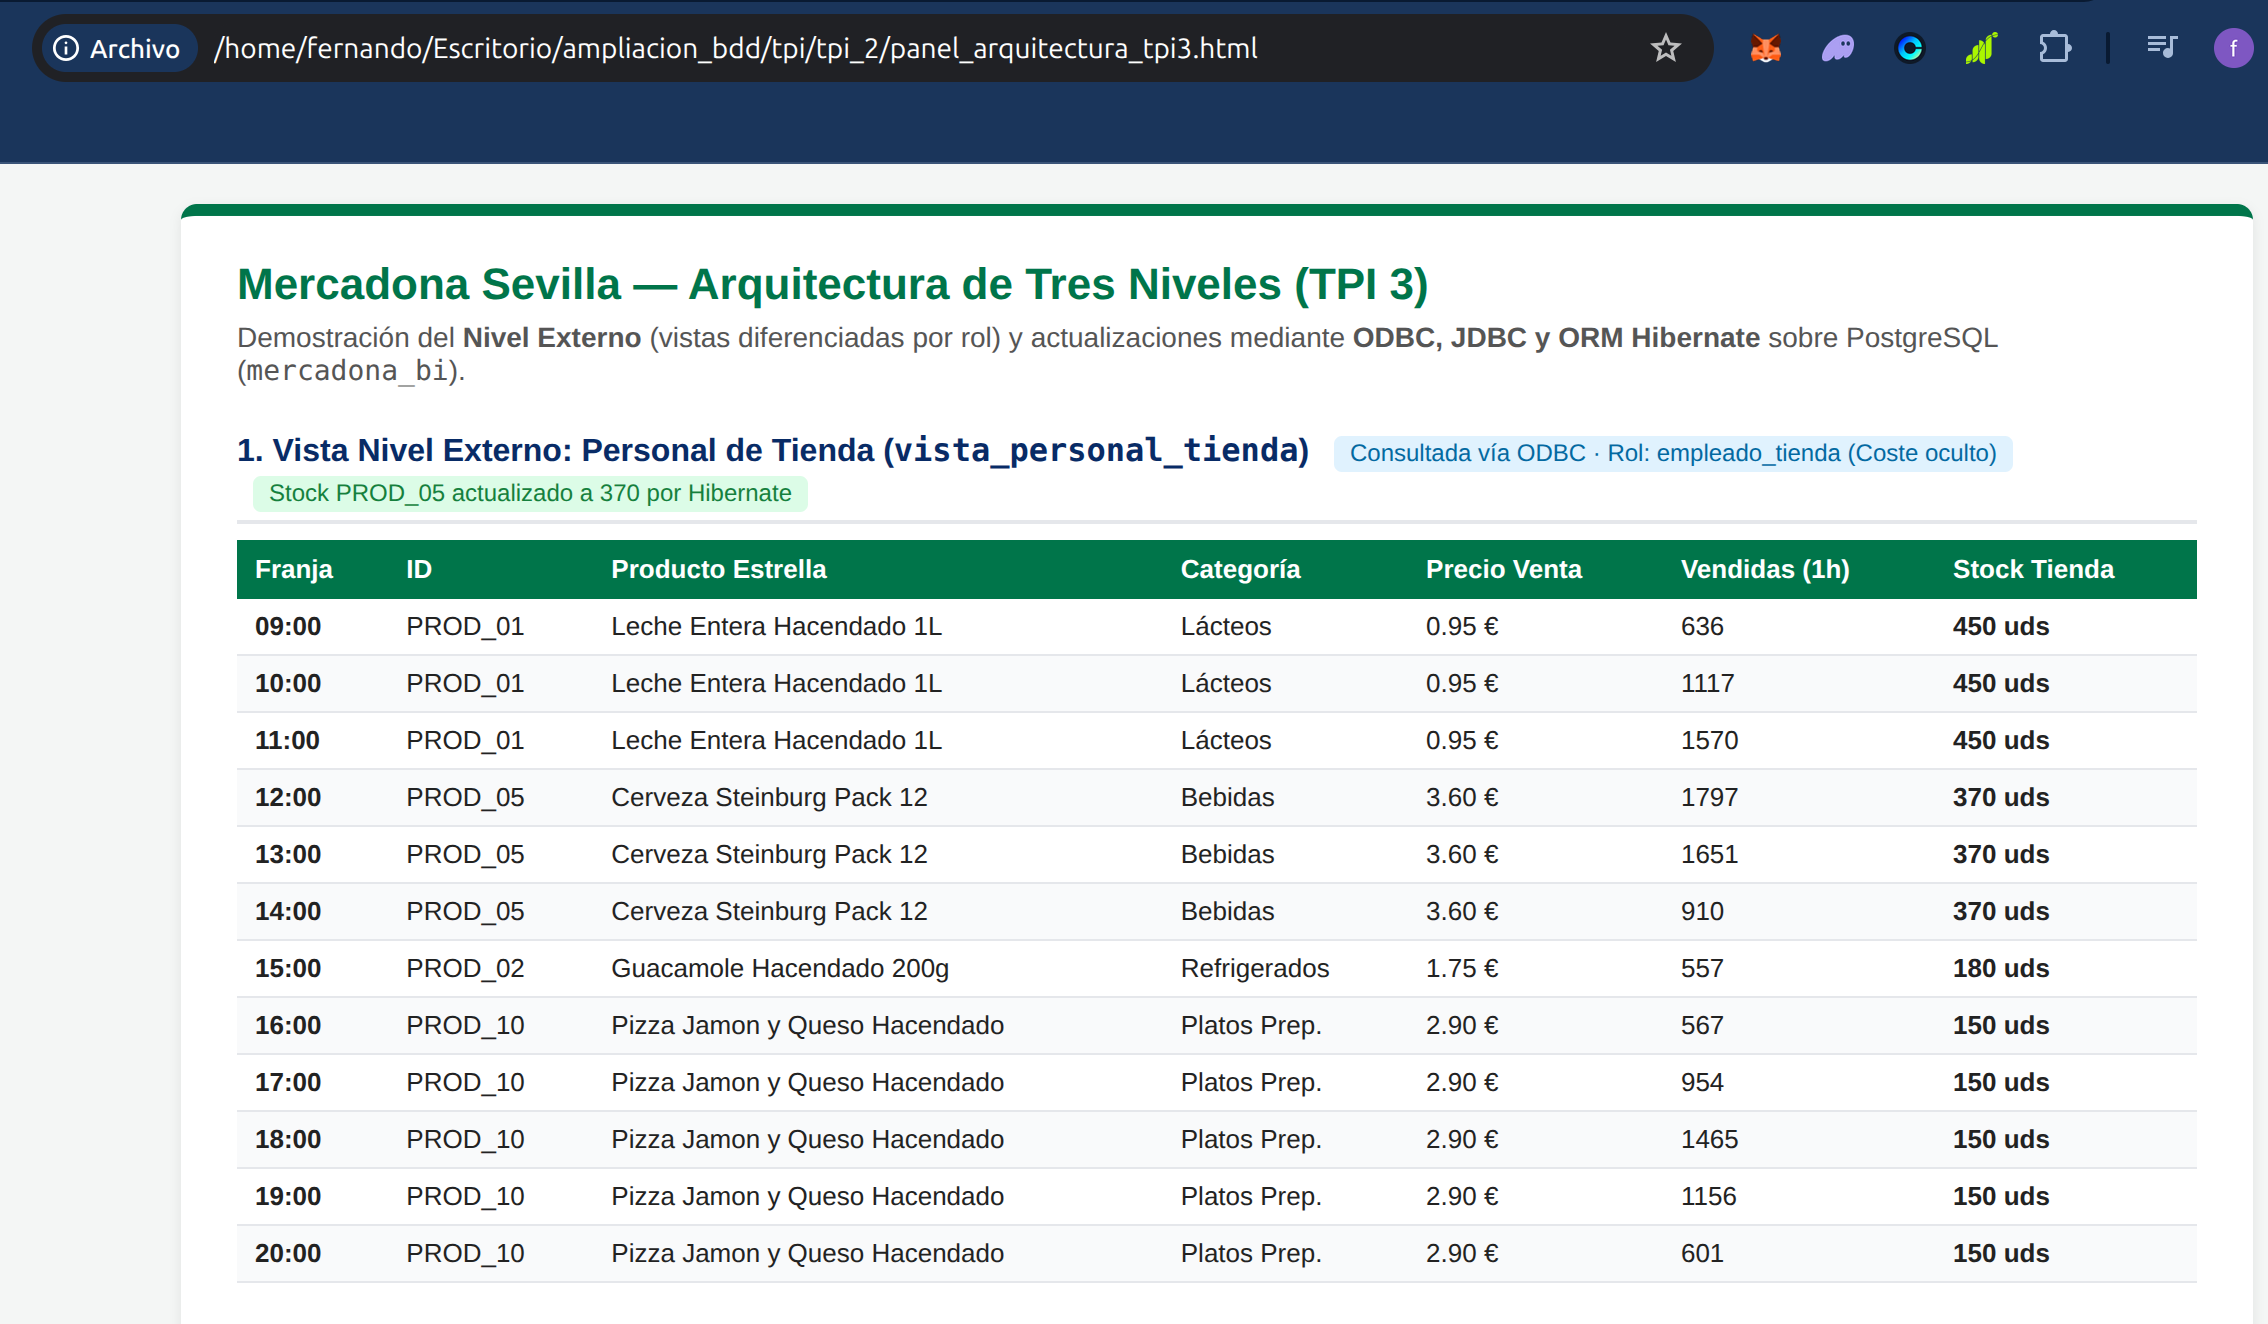 Archivo /home/fernando/Escritorio/ampliacion_bdd/tpi/tpi_2/panel_arquitectura_tpi3.html f
Mercadona Sevilla — Arquitectura de Tres Niveles (TPI 3)
Demostración del Nivel Externo (vistas diferenciadas por rol) y actualizaciones mediante ODBC, JDBC y ORM Hibernate sobre PostgreSQL
(mercadona_bi).
1. Vista Nivel Externo: Personal de Tienda (vista_personal_tienda) Consultada vía ODBC · Rol: empleado_tienda (Coste oculto)
Stock PROD_05 actualizado a 370 por Hibernate
Franja ID Producto Estrella Categoría Precio Venta Vendidas (1h) Stock Tienda
09:00 PROD_01 Leche Entera Hacendado 1L Lácteos 0.95 € 636 450 uds
10:00 PROD_01 Leche Entera Hacendado 1L Lácteos 0.95 € 1117 450 uds
11:00 PROD_01 Leche Entera Hacendado 1L Lácteos 0.95 € 1570 450 uds
12:00 PROD_05 Cerveza Steinburg Pack 12 Bebidas 3.60 € 1797 370 uds
13:00 PROD_05 Cerveza Steinburg Pack 12 Bebidas 3.60 € 1651 370 uds
14:00 PROD_05 Cerveza Steinburg Pack 12 Bebidas 3.60 € 910 370 uds
15:00 PROD_02 Guacamole Hacendado 200g Refrigerados 1.75 € 557 180 uds
16:00 PROD_10 Pizza Jamon y Queso Hacendado Platos Prep. 2.90 € 567 150 uds
17:00 PROD_10 Pizza Jamon y Queso Hacendado Platos Prep. 2.90 € 954 150 uds
18:00 PROD_10 Pizza Jamon y Queso Hacendado Platos Prep. 2.90 € 1465 150 uds
19:00 PROD_10 Pizza Jamon y Queso Hacendado Platos Prep. 2.90 € 1156 150 uds
20:00 PROD_10 Pizza Jamon y Queso Hacendado Platos Prep. 2.90 € 601 150 uds